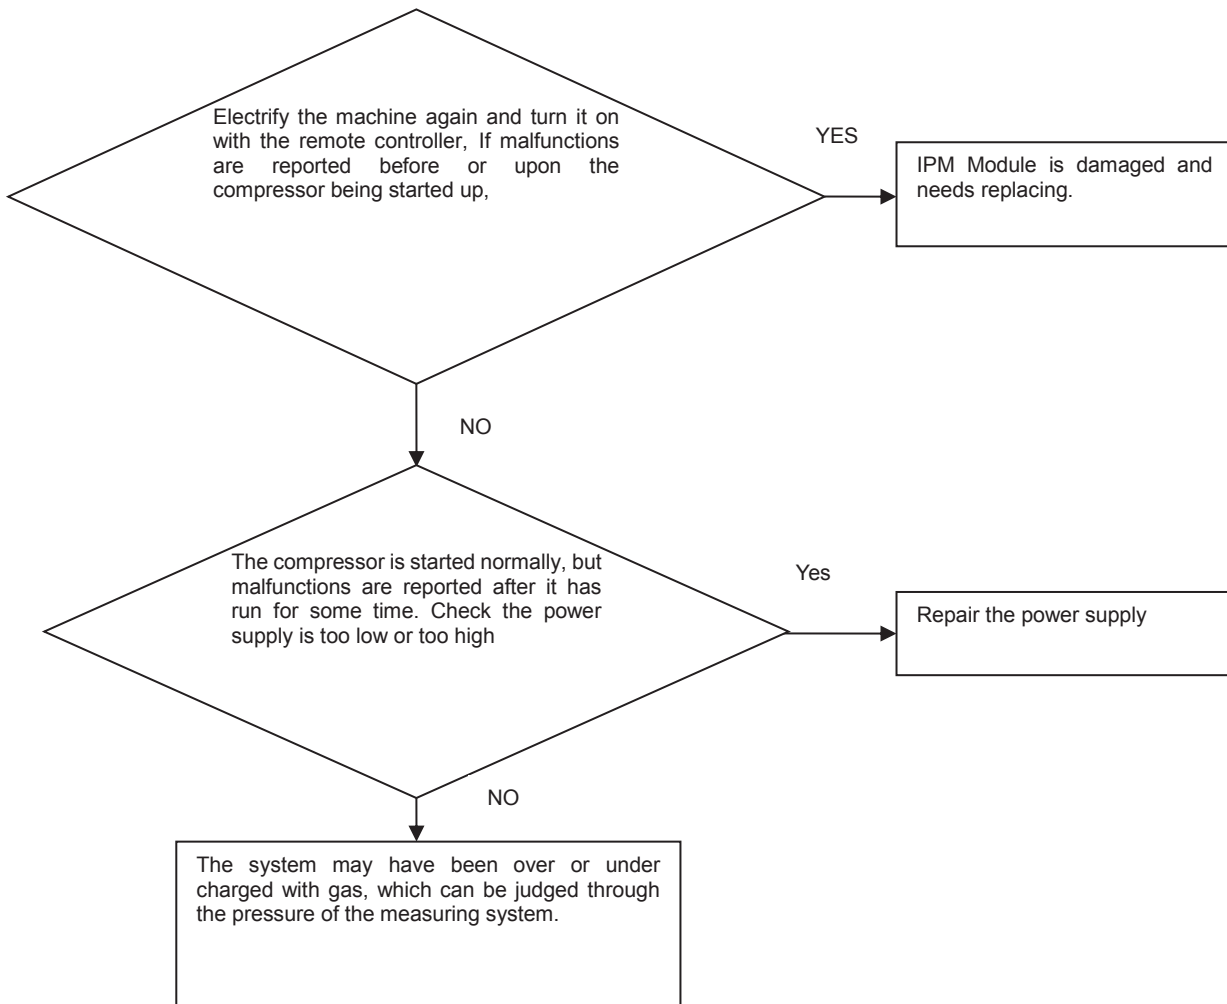 Electrify the machine again and turn it on
with the remote controller, If malfunctions
are reported before or upon the
compressor being started up,
YES
IPM Module is damaged and
needs replacing.
NO
The compressor is started normally, but
malfunctions are reported after it has
run for some time. Check the power
supply is too low or too high
Yes
Repair the power supply
NO
The system may have been over or under
charged with gas, which can be judged through
the pressure of the measuring system.